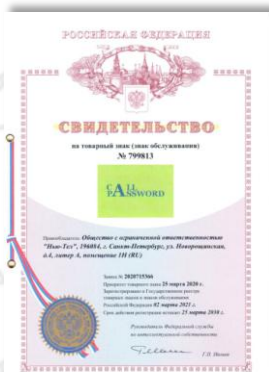 РОССИЙСКАЯ ФЕДЕРАЦИЯ
СВИДЕТЕЛЬСТВО
на товарный знак (знак обслуживания)
№ 799813
CALL
PASSWORD
Правообладатель: Общество с ограниченной ответственностью
"Нью-Тел", 196084, г. Санкт-Петербург, ул. Новорощинская,
д.4, литер А, помещение 1Н (RU)
Заявка № 2020715366
Приоритет товарного знака 25 марта 2020 г.
Зарегистрировано в Государственном реестре
товарных знаков и знаков обслуживания
Российской Федерации 02 марта 2021 г.
Срок действия регистрации истекает 25 марта 2030 г.
Руководитель Федеральной службы
по интеллектуальной собственности
Г.П. Ивлиев